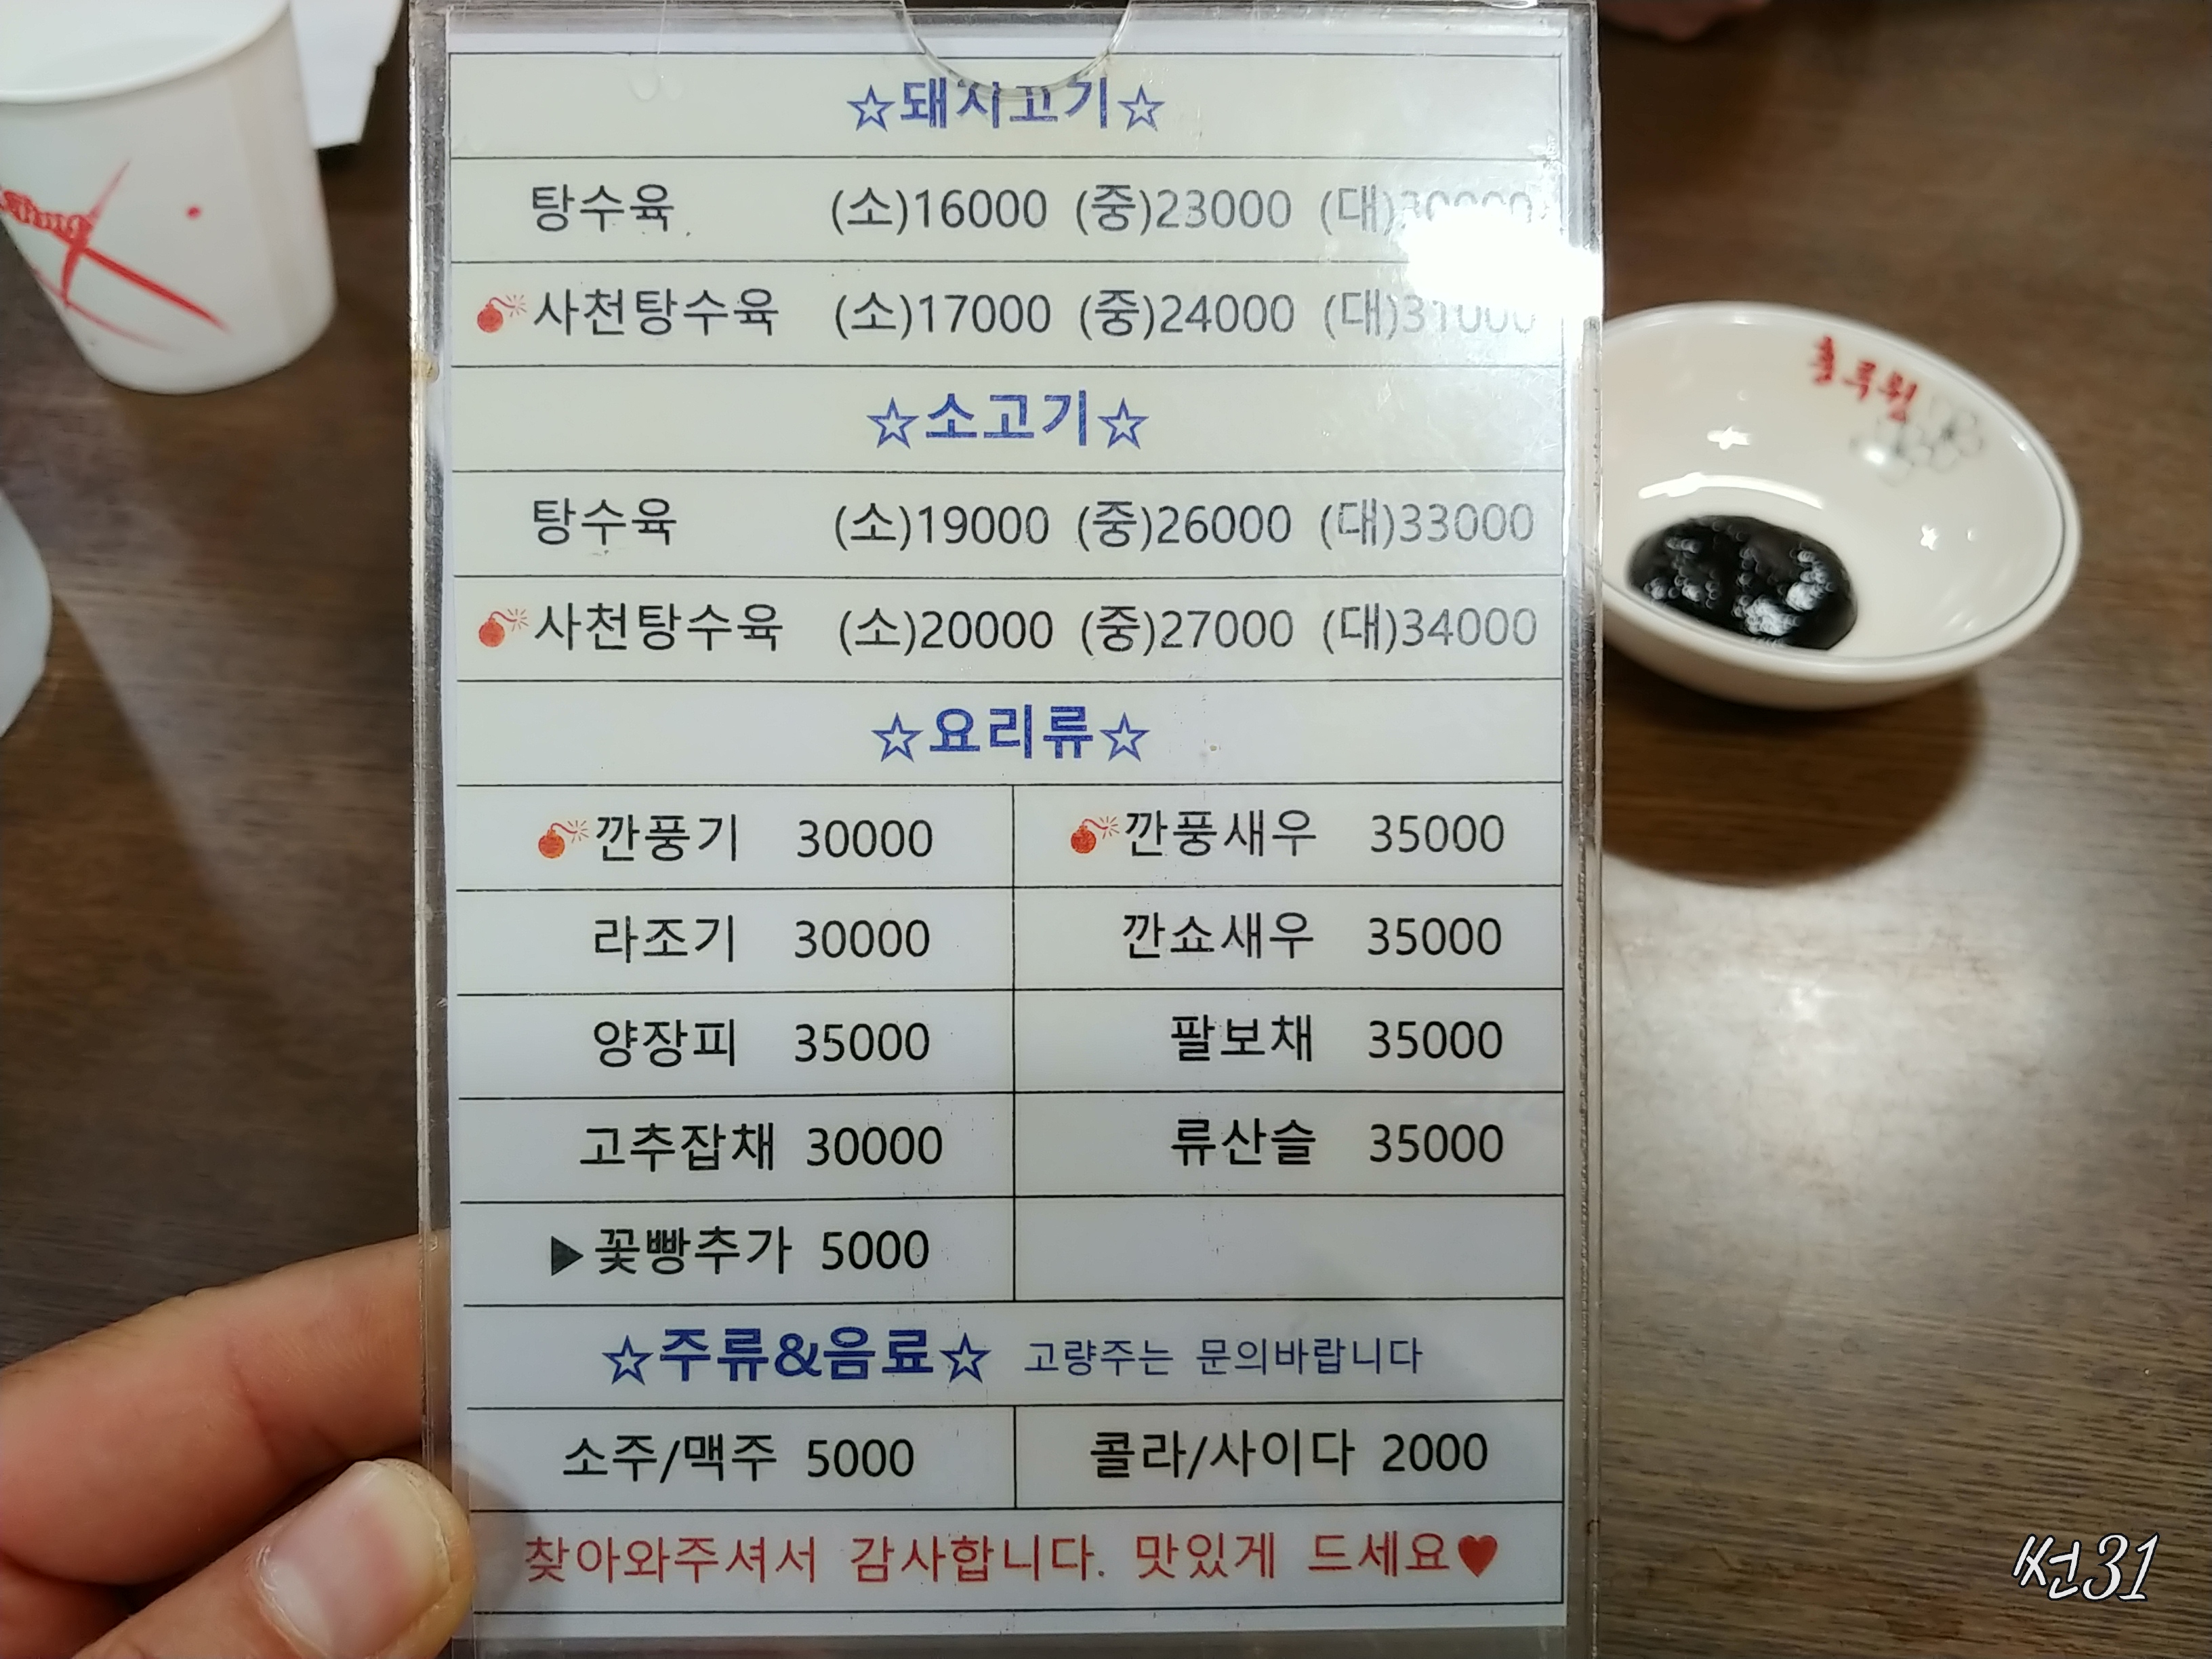 ☆돼지고기☆
탕수육 (소)16000 (중)23000 (대)30000
사천탕수육 (소)17000 (중)24000 (대)31000
☆소고기☆
탕수육 (소)19000 (중)26000 (대)33000
사천탕수육 (소)20000 (중)27000 (대)34000
☆요리류☆
깐풍기 30000 깐풍새우 35000
라조기 30000 깐쇼새우 35000
양장피 35000 팔보채 35000
고추잡채 30000 류산슬 35000
▶꽃빵추가 5000
☆주류&음료☆ 고량주는 문의바랍니다
소주/맥주 5000 콜라/사이다 2000
찾아와주셔서 감사합니다. 맛있게 드세요♥
썬31